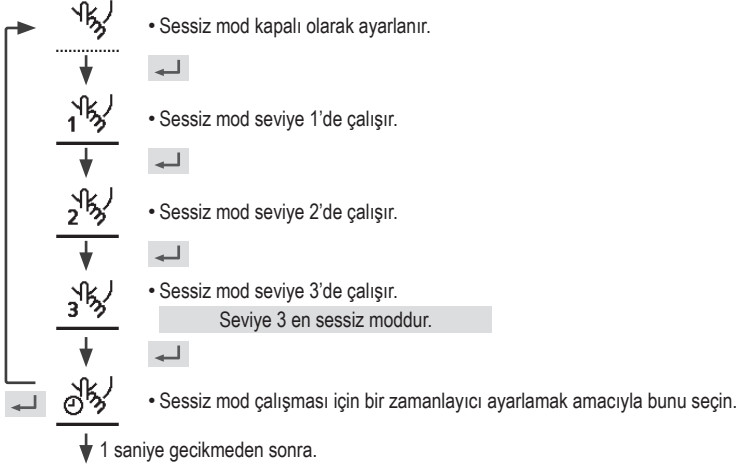 • Sessiz mod kapalı olarak ayarlanır.
1
• Sessiz mod seviye 1’de çalışır.
2
• Sessiz mod seviye 2’de çalışır.
3
• Sessiz mod seviye 3’de çalışır.
Seviye 3 en sessiz moddur.
• Sessiz mod çalışması için bir zamanlayıcı ayarlamak amacıyla bunu seçin.
1 saniye gecikmeden sonra.